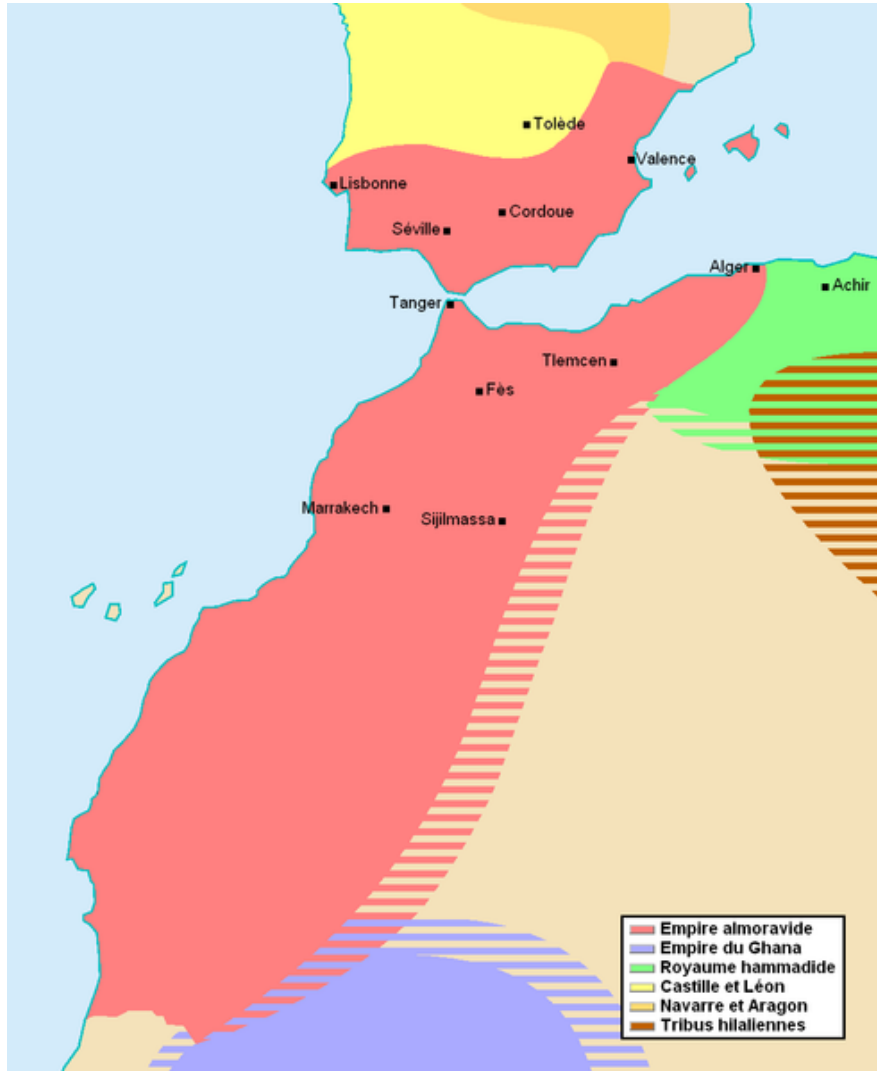 Tolède
Valence
Lisbonne
Cordoue
Séville
Alger
Achir
Tanger
Tlemcen
Fès
Marrakech
Sijilmassa
Empire almoravide
Empire du Ghana
Royaume hammadide
Castille et Léon
Navarre et Aragon
Tribus hilaliennes